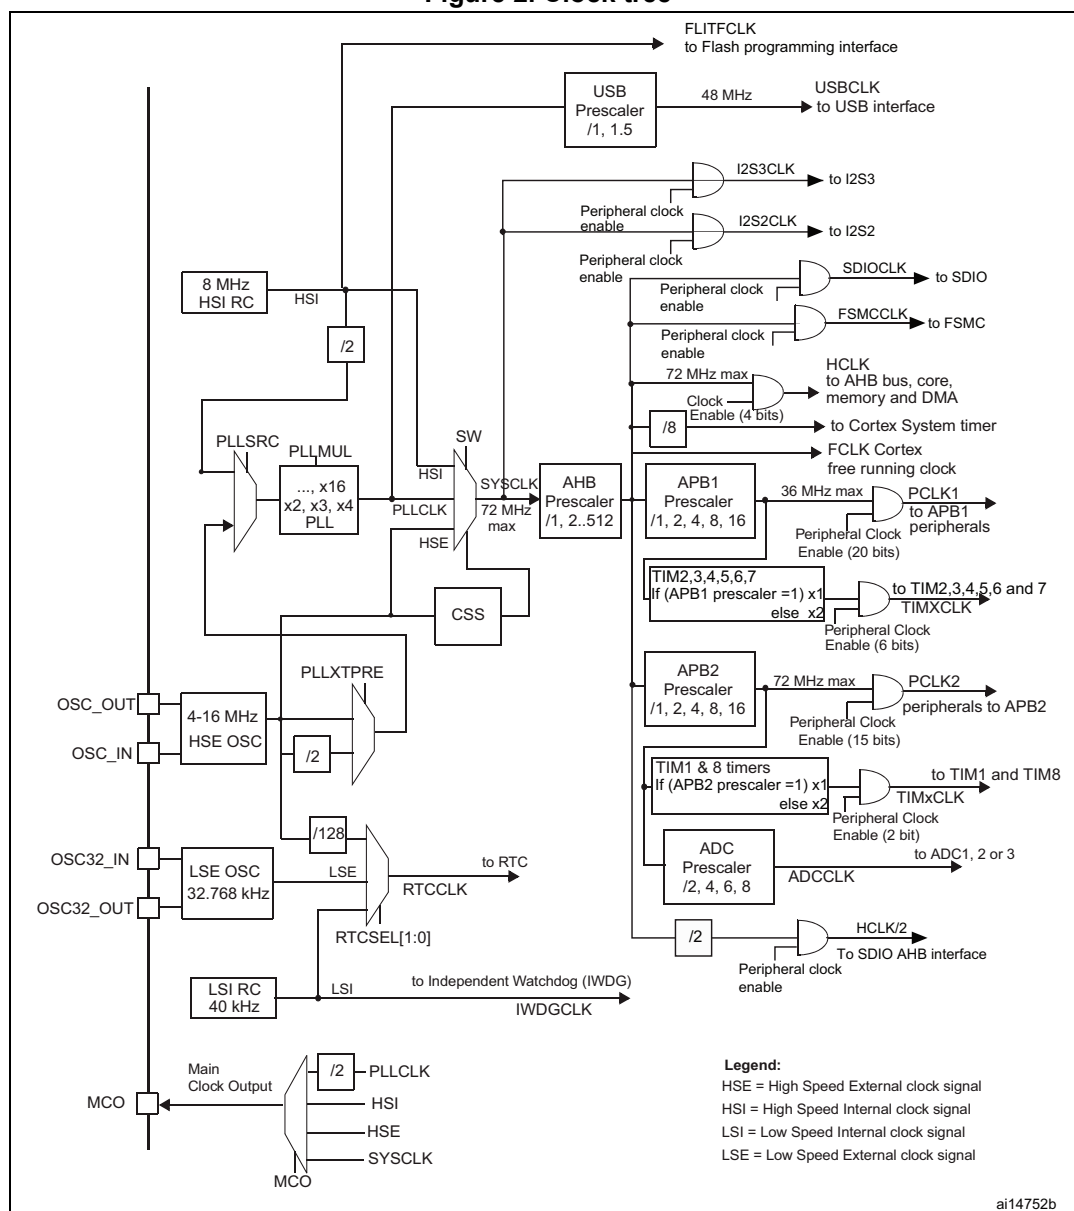 Figure 2. Clock tree
FLITFCLK
to Flash programming interface
USB
Prescaler
/1, 1.5
48 MHz
USBCLK
to USB interface
I2S3CLK
to I2S3
Peripheral clock
enable
I2S2CLK
to I2S2
Peripheral clock
enable
SDIOCLK
to SDIO
Peripheral clock
enable
FSMCCLK
to FSMC
Peripheral clock
enable
8 MHz
HSI RC
HSI
/2
HCLK
to AHB bus, core,
memory and DMA
72 MHz max
Clock
Enable (4 bits)
/8
to Cortex System timer
FCLK Cortex
free running clock
PLLSRC
PLLMUL
..., x16
x2, x3, x4
PLL
SW
HSI
PLLCLK
HSE
SYSCLK
72 MHz
max
AHB
Prescaler
/1, 2..512
APB1
Prescaler
/1, 2, 4, 8, 16
36 MHz max
PCLK1
to APB1
peripherals
Peripheral Clock
Enable (20 bits)
TIM2,3,4,5,6,7
If (APB1 prescaler =1) x1
else x2
to TIM2,3,4,5,6 and 7
TIMXCLK
Peripheral Clock
Enable (6 bits)
CSS
PLLXTPRE
OSC_OUT
OSC_IN
4-16 MHz
HSE OSC
/2
APB2
Prescaler
/1, 2, 4, 8, 16
72 MHz max
PCLK2
peripherals to APB2
Peripheral Clock
Enable (15 bits)
TIM1 & 8 timers
If (APB2 prescaler =1) x1
else x2
to TIM1 and TIM8
TIMxCLK
Peripheral Clock
Enable (2 bit)
/128
OSC32_IN
OSC32_OUT
LSE OSC
32.768 kHz
LSE
to RTC
RTCCLK
RTCSEL[1:0]
ADC
Prescaler
/2, 4, 6, 8
to ADC1, 2 or 3
ADCCLK
/2
HCLK/2
To SDIO AHB interface
Peripheral clock
enable
LSI RC
40 kHz
LSI
to Independent Watchdog (IWDG)
IWDGCLK
MCO
Main
Clock Output
/2
PLLCLK
HSI
HSE
SYSCLK
MCO
Legend:
HSE = High Speed External clock signal
HSI = High Speed Internal clock signal
LSI = Low Speed Internal clock signal
LSE = Low Speed External clock signal
ai14752b